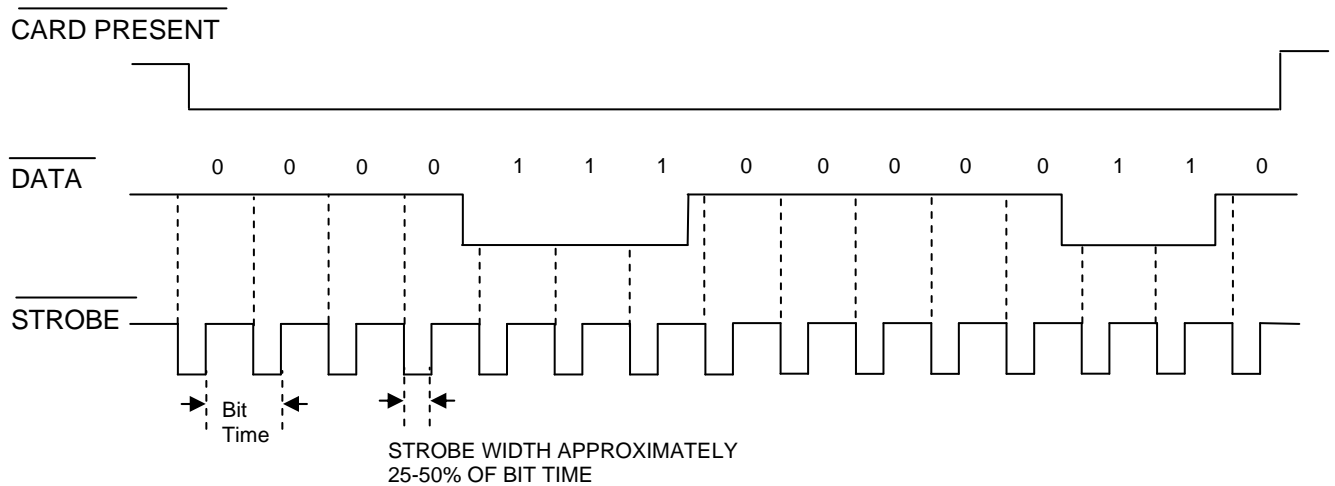 CARD PRESENT
DATA 0 0 0 0 1 1 1 0 0 0 0 0 1 1 0
STROBE
Bit
Time
STROBE WIDTH APPROXIMATELY
25-50% OF BIT TIME